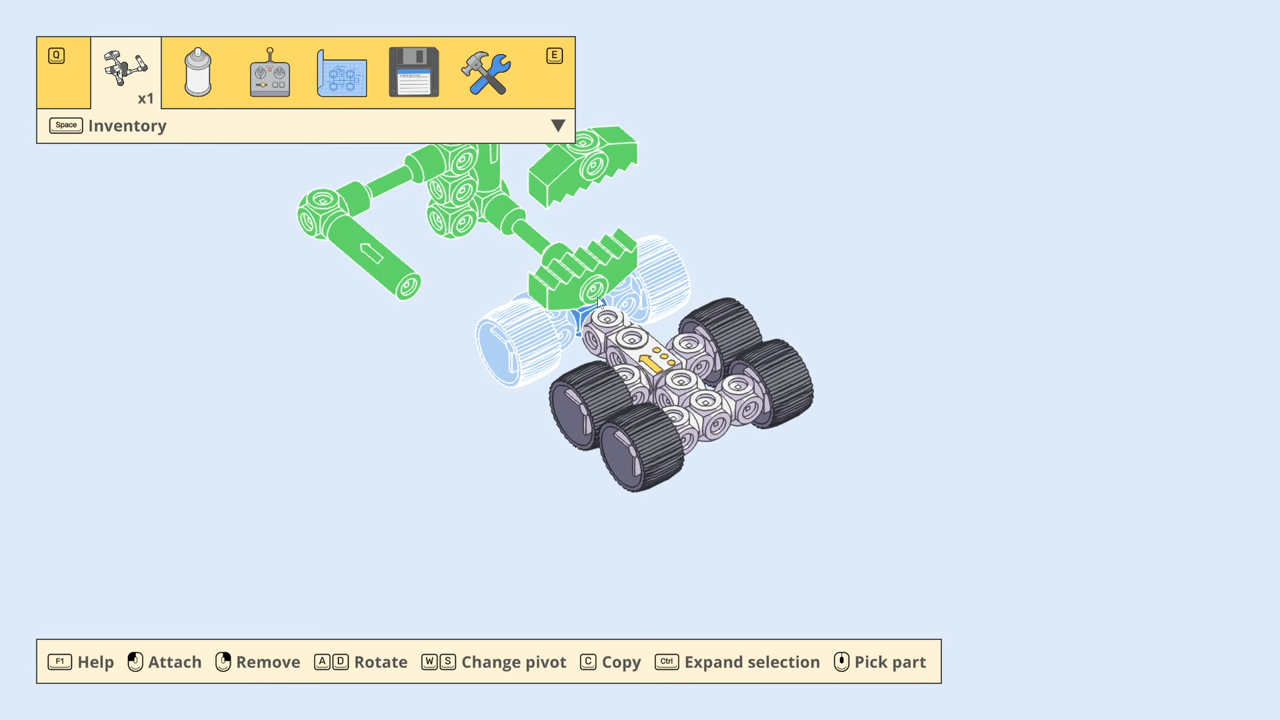 Q
E
x1
Space Inventory
F1 Help Attach Remove A D Rotate W S Change pivot C Copy Ctrl Expand selection Pick part